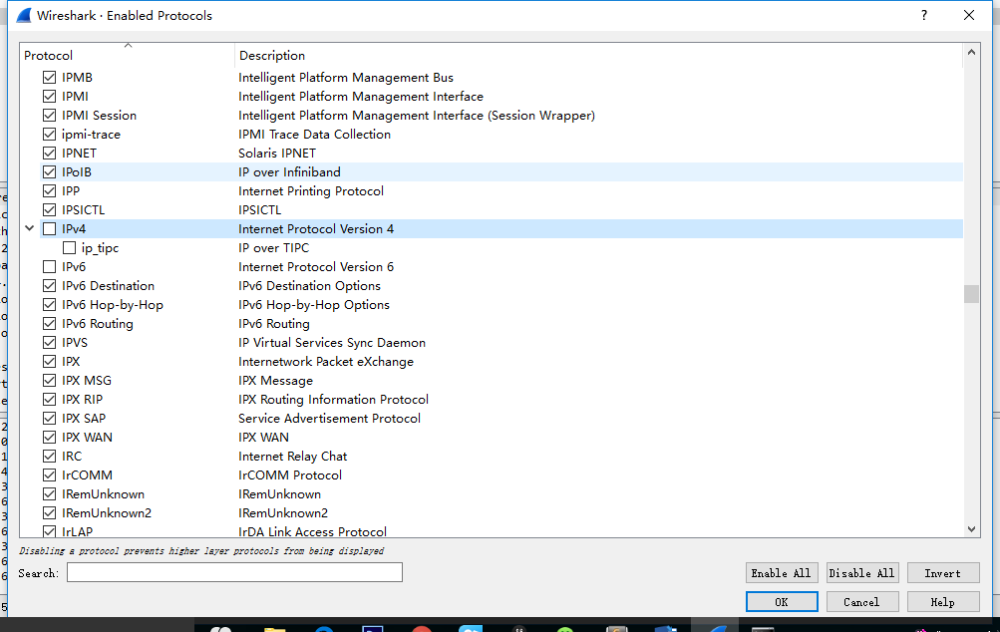 Wireshark · Enabled Protocols
Protocol Description
IPMB Intelligent Platform Management Bus
IPMI Intelligent Platform Management Interface
IPMI Session Intelligent Platform Management Interface (Session Wrapper)
ipmi-trace IPMI Trace Data Collection
IPNET Solaris IPNET
IPoIB IP over Infiniband
IPP Internet Printing Protocol
IPSICTL IPSICTL
IPv4 Internet Protocol Version 4
ip_tipc IP over TIPC
IPv6 Internet Protocol Version 6
IPv6 Destination IPv6 Destination Options
IPv6 Hop-by-Hop IPv6 Hop-by-Hop Options
IPv6 Routing IPv6 Routing
IPVS IP Virtual Services Sync Daemon
IPX Internetwork Packet eXchange
IPX MSG IPX Message
IPX RIP IPX Routing Information Protocol
IPX SAP Service Advertisement Protocol
IPX WAN IPX WAN
IRC Internet Relay Chat
IrCOMM IrCOMM Protocol
IRemUnknown IRemUnknown
IRemUnknown2 IRemUnknown2
IrLAP IrDA Link Access Protocol
Disabling a protocol prevents higher layer protocols from being displayed
Search: Enable All Disable All Invert
OK Cancel Help